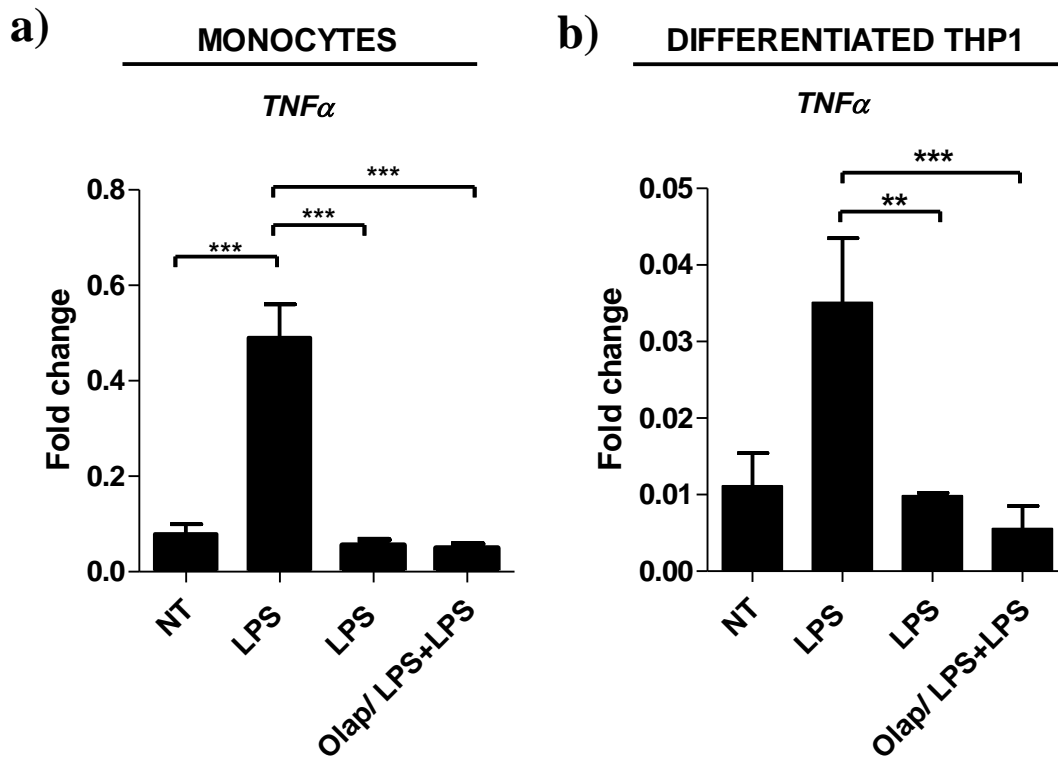 a)
MONOCYTES
TNFα
Fold change
0.8
0.6
0.4
0.2
0.0
***
***
***
NT
LPS
LPS
Olap/ LPS+LPS
b)
DIFFERENTIATED THP1
TNFα
Fold change
0.05
0.04
0.03
0.02
0.01
0.00
***
**
NT
LPS
LPS
Olap/ LPS+LPS